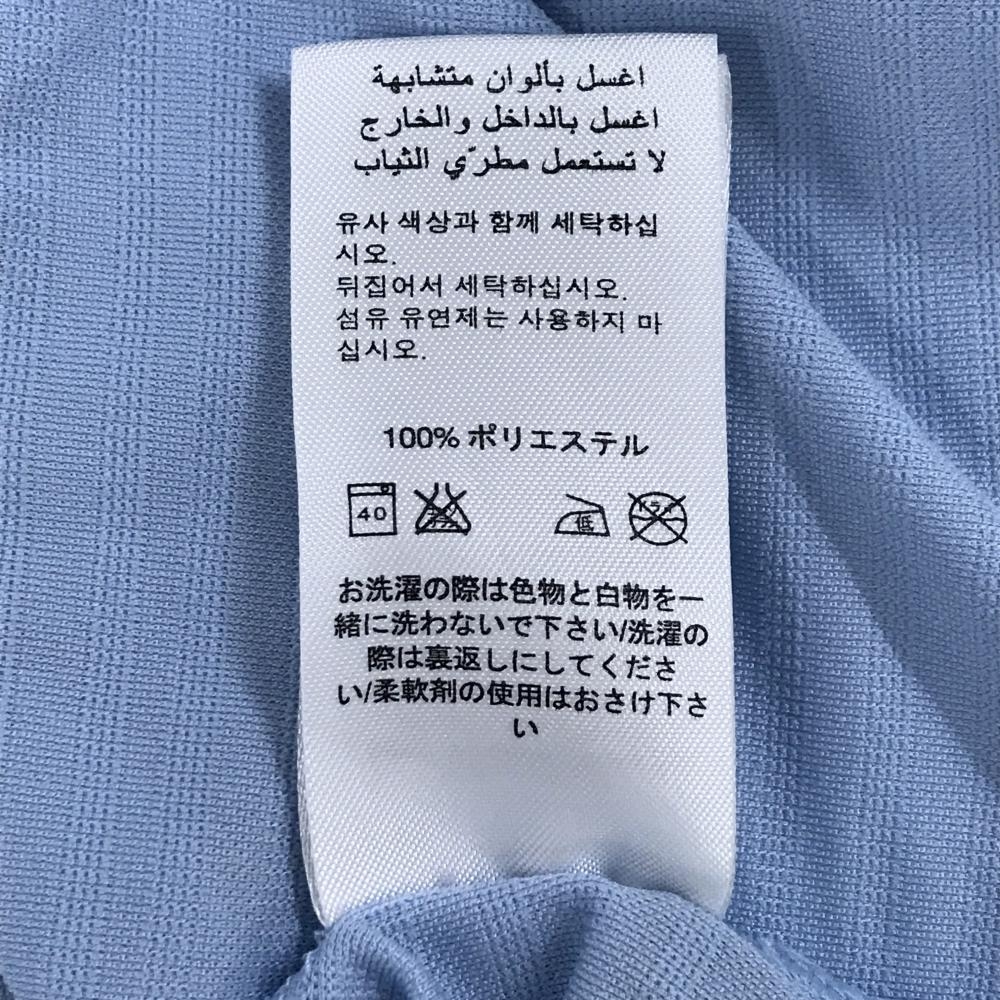 اغسل بألوان متشابهة
اغسل بالداخل والخارج
لا تستعمل مطرّي الثياب
유사 색상과 함께 세탁하십
시오.
뒤집어서 세탁하십시오.
섬유 유연제는 사용하지 마
십시오.
100% ポリエステル
40 低 ドライ
お洗濯の際は色物と白物を一
緒に洗わないで下さい/洗濯の
際は裏返しにしてくださ
い/柔軟剤の使用はおさけ下さ
い